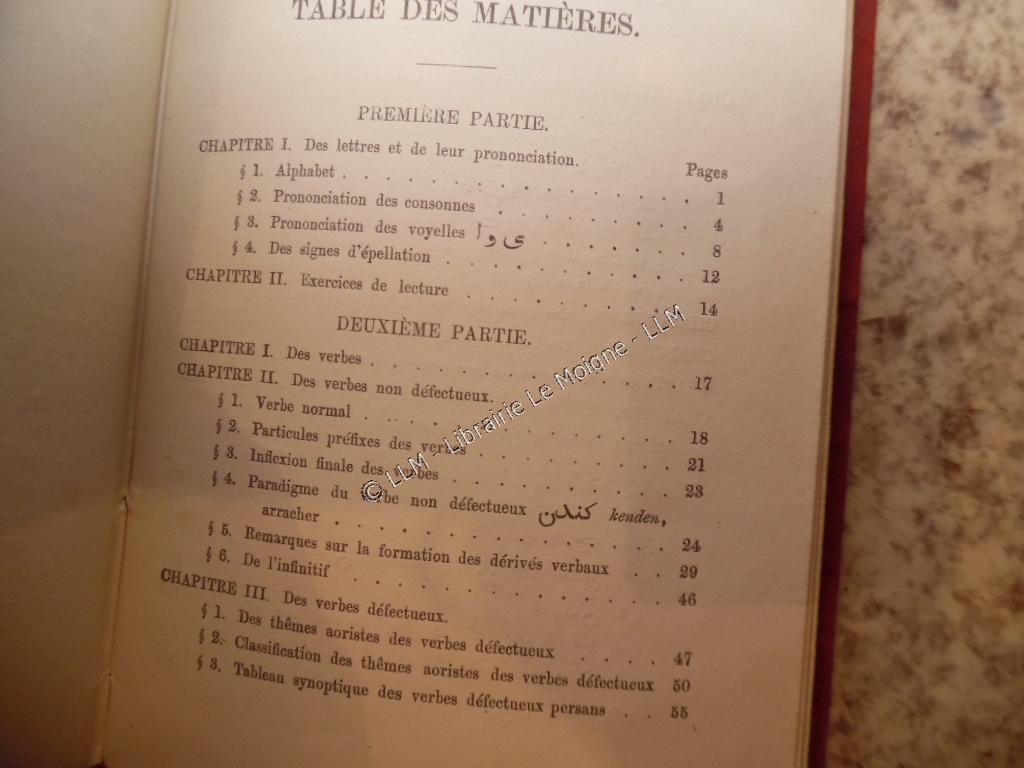 TABLE DES MATIÈRES.
PREMIÈRE PARTIE.
CHAPITRE I. Des lettres et de leur prononciation.
Pages
§ 1. Alphabet . . . . . . . . . . . . . . 1
§ 2. Prononciation des consonnes . . . . . . . . 4
§ 3. Prononciation des voyelles ا و ى . . . . . . . 8
§ 4. Des signes d'épellation . . . . . . . . . . 12
CHAPITRE II. Exercices de lecture . . . . . . . . . 14
DEUXIÈME PARTIE.
CHAPITRE I. Des verbes . . . . . . . . . . . . . 17
CHAPITRE II. Des verbes non défectueux.
§ 1. Verbe normal . . . . . . . . . . . . . 18
§ 2. Particules préfixes des verbes . . . . . . . . 21
§ 3. Inflexion finale des verbes . . . . . . . . . 23
§ 4. Paradigme du verbe non défectueux كندن kenden,
arracher . . . . . . . . . . . . . . 24
§ 5. Remarques sur la formation des dérivés verbaux . . 29
§ 6. De l'infinitif . . . . . . . . . . . . . 46
CHAPITRE III. Des verbes défectueux.
§ 1. Des thêmes aoristes des verbes défectueux . . . . 47
§ 2. Classification des thêmes aoristes des verbes défectueux 50
§ 3. Tableau synoptique des verbes défectueux persans . . 55
© LLM - Librairie Le Moigne - LLM